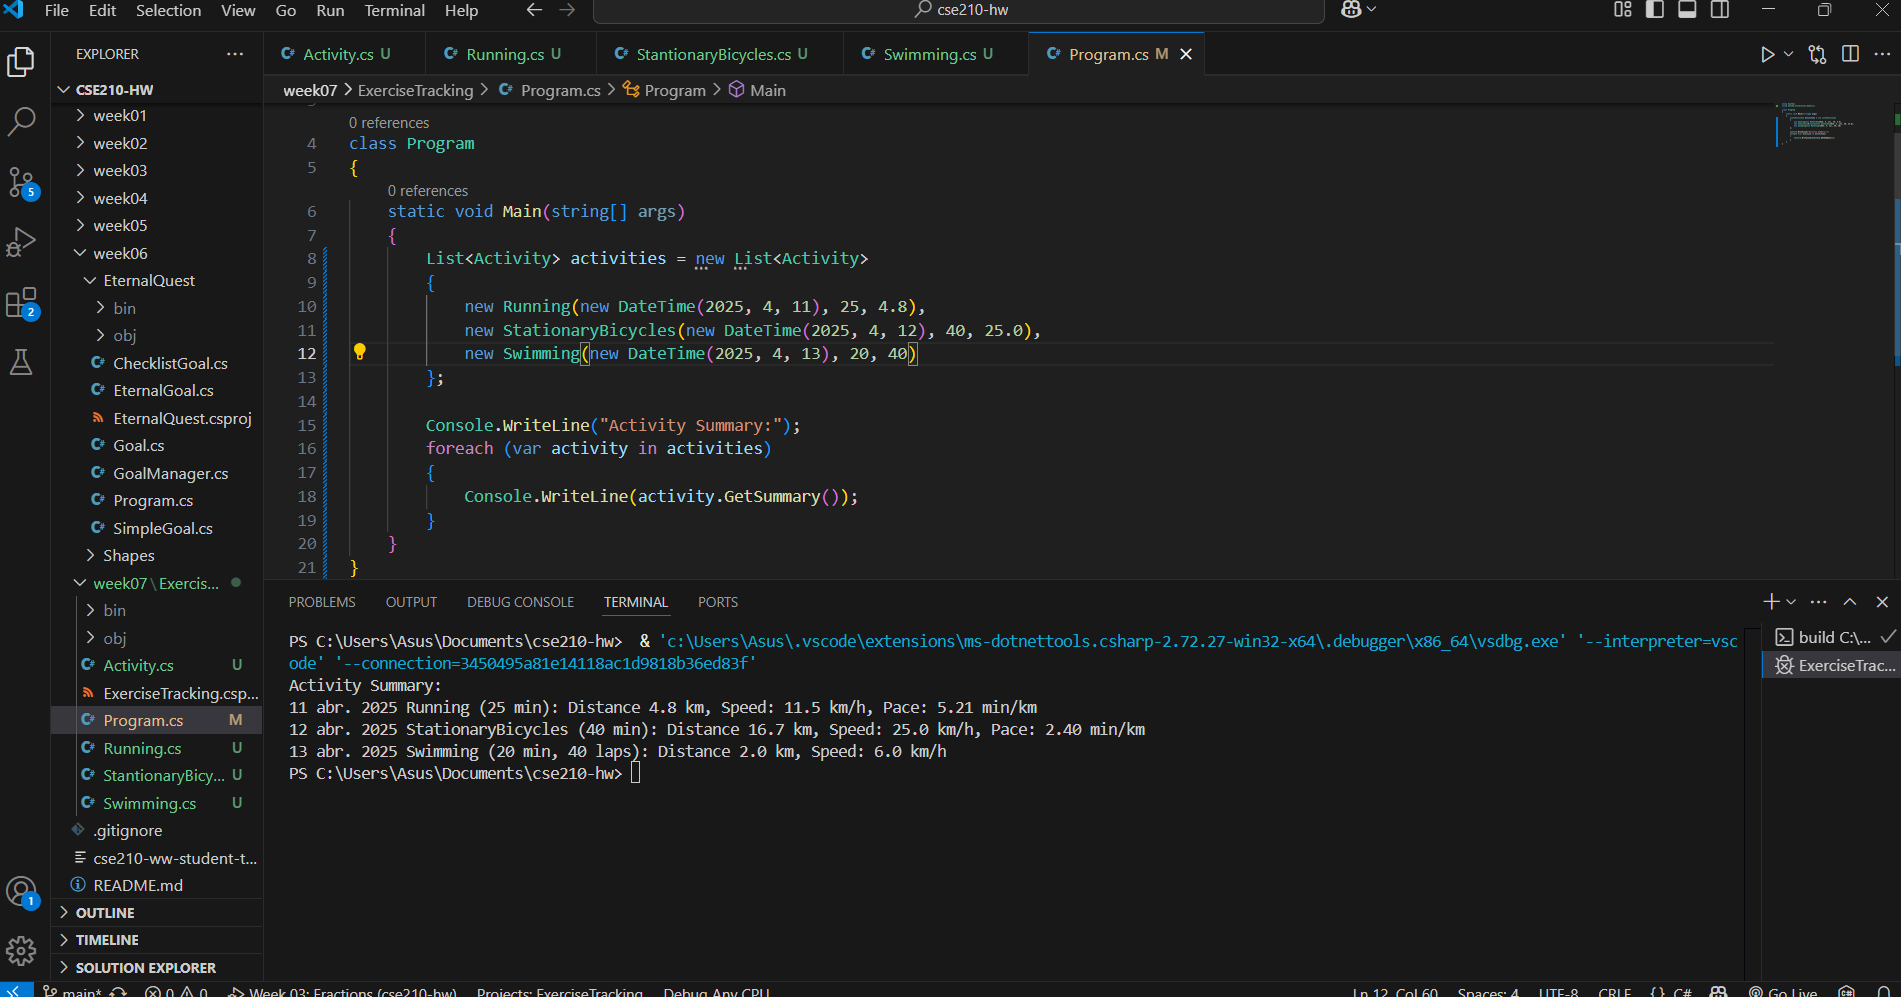 File Edit Selection View Go Run Terminal Help
cse210-hw
EXPLORER
Activity.cs U
Running.cs U
StantionaryBicycles.cs U
Swimming.cs U
Program.cs M
week07 > ExerciseTracking > Program.cs > Program > Main
CSE210-HW
week01
week02
week03
week04
week05
week06
EternalQuest
bin
obj
ChecklistGoal.cs
EternalGoal.cs
EternalQuest.csproj
Goal.cs
GoalManager.cs
Program.cs
SimpleGoal.cs
Shapes
week07\Exercis...
bin
obj
Activity.cs U
ExerciseTracking.csp...
Program.cs M
Running.cs U
StantionaryBicy... U
Swimming.cs U
.gitignore
cse210-ww-student-t...
README.md
OUTLINE
TIMELINE
SOLUTION EXPLORER
5
2
1
0 references
4 class Program
5 {
0 references
6 static void Main(string[] args)
7 {
8 List<Activity> activities = new List<Activity>
9 {
10 new Running(new DateTime(2025, 4, 11), 25, 4.8),
11 new StationaryBicycles(new DateTime(2025, 4, 12), 40, 25.0),
12 new Swimming(new DateTime(2025, 4, 13), 20, 40)
13 };
14
15 Console.WriteLine("Activity Summary:");
16 foreach (var activity in activities)
17 {
18 Console.WriteLine(activity.GetSummary());
19 }
20 }
21 }
PROBLEMS OUTPUT DEBUG CONSOLE TERMINAL PORTS
PS C:\Users\Asus\Documents\cse210-hw>  & 'c:\Users\Asus\.vscode\extensions\ms-dotnettools.csharp-2.72.27-win32-x64\.debugger\x86_64\vsdbg.exe' '--interpreter=vsc
ode' '--connection=3450495a81e14118ac1d9818b36ed83f'
Activity Summary:
11 abr. 2025 Running (25 min): Distance 4.8 km, Speed: 11.5 km/h, Pace: 5.21 min/km
12 abr. 2025 StationaryBicycles (40 min): Distance 16.7 km, Speed: 25.0 km/h, Pace: 2.40 min/km
13 abr. 2025 Swimming (20 min, 40 laps): Distance 2.0 km, Speed: 6.0 km/h
PS C:\Users\Asus\Documents\cse210-hw>
build C:\...
ExerciseTrac...
main* 0 0 Week 03: Fractions (cse210-hw) Projects: ExerciseTracking Debug Any CPU
Ln 12, Col 60 Spaces: 4 UTF-8 CRLF {} C# Go Live